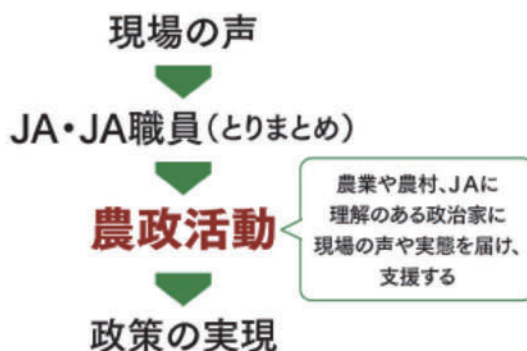 現場の声
JA・JA職員(とりまとめ)
農政活動
農業や農村、JAに
理解のある政治家に
現場の声や実態を届け、
支援する
政策の実現